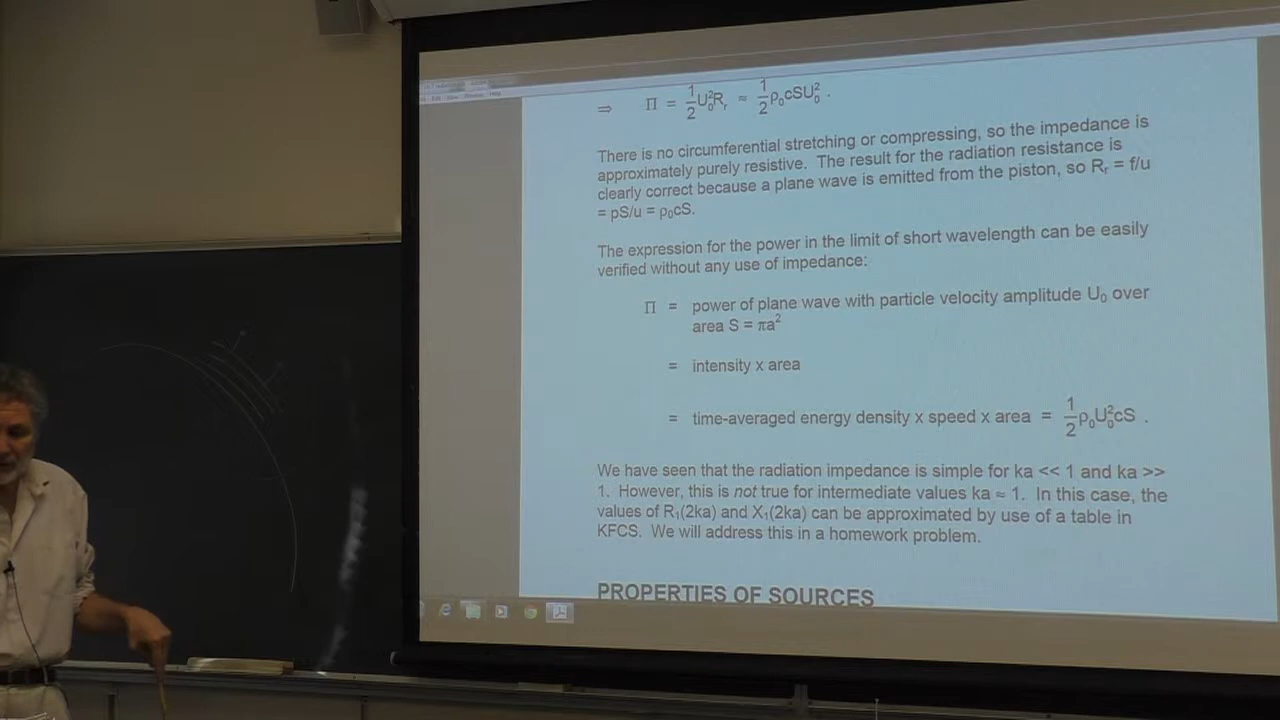 ⇒ Π = 1/2 U₀²Rᵣ ≈ 1/2 ρ₀cSU₀² .
There is no circumferential stretching or compressing, so the impedance is
approximately purely resistive. The result for the radiation resistance is
clearly correct because a plane wave is emitted from the piston, so Rᵣ = f/u
= pS/u = ρ₀cS.
The expression for the power in the limit of short wavelength can be easily
verified without any use of impedance:
Π = power of plane wave with particle velocity amplitude U₀ over
area S = πa²
= intensity x area
= time-averaged energy density x speed x area = 1/2 ρ₀U₀²cS .
We have seen that the radiation impedance is simple for ka << 1 and ka >>
1. However, this is not true for intermediate values ka ≈ 1. In this case, the
values of R₁(2ka) and X₁(2ka) can be approximated by use of a table in
KFCS. We will address this in a homework problem.
PROPERTIES OF SOURCES